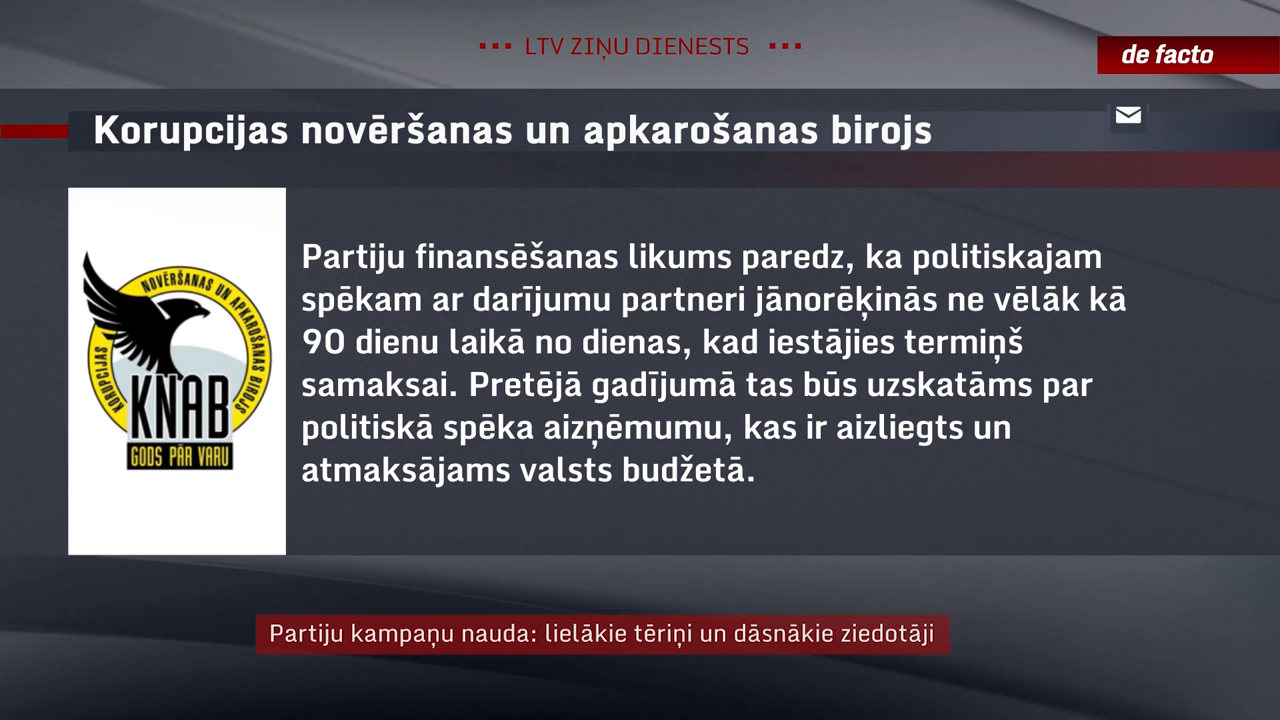 LTV ZIŅU DIENESTS
de facto
Korupcijas novēršanas un apkarošanas birojs
KORUPCIJAS NOVĒRŠANAS UN APKAROŠANAS BIROJS
KNAB
GODS PĀR VARU
Partiju finansēšanas likums paredz, ka politiskajam
spēkam ar darījumu partneri jānorēķinās ne vēlāk kā
90 dienu laikā no dienas, kad iestājies termiņš
samaksai. Pretējā gadījumā tas būs uzskatāms par
politiskā spēka aizņēmumu, kas ir aizliegts un
atmaksājams valsts budžetā.
Partiju kampaņu nauda: lielākie tēriņi un dāsnākie ziedotāji